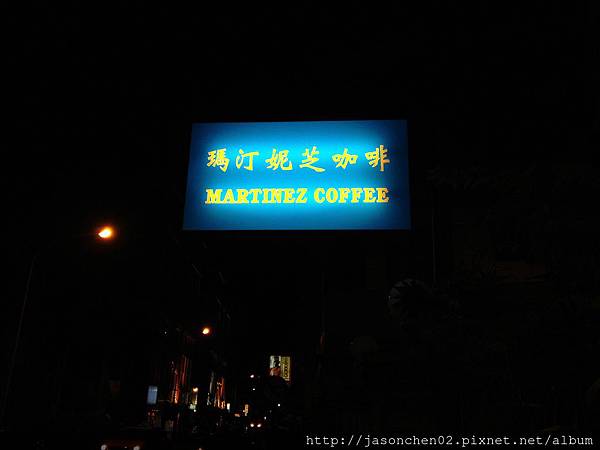 瑪汀妮芝咖啡
MARTINEZ COFFEE
http://jasonchen02.pixnet.net/album